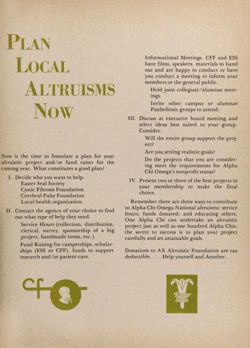 PLAN
LOCAL
ALTRUISMS
NOW
Now is the time to formulate a plan for your
altruistic project and/or fund raiser for the
coming year. What constitutes a good plan?
I. Decide who you want to help.
Easter Seal Society
Cystic Fibrosis Foundation
Cerebral Palsy Foundation
Local health organization
II. Contact the agency of your choice to find
out what type of help they need.
Service Hours (collection, distribution,
clerical, survey, sponsorship of a big
project, handmade items, etc.)
Fund Raising for camperships, scholar-
ships (ESS or CFF), funds to support
research and/or patient care.
Informational Meetings. CFF and ESS
have films, speakers, materials to hand
out and are happy to conduct or have
you conduct a meeting to inform your
members or the general public.
Hold joint collegiate/alumnae meet-
ings.
Invite other campus or alumnae
Panhellenic groups to attend.
III. Discuss at executive board meeting and
select ideas best suited to your group.
Consider:
Will the entire group support the proj-
ect?
Are you setting realistic goals?
Do the projects that you are consider-
ing meet the requirements for Alpha
Chi Omega's nonprofit status?
IV. Present two or three of the best projects to
your membership to make the final
choice.
Remember there are three ways to contribute
to Alpha Chi Omega National altruisms: service
hours, funds donated, and educating others.
One Alpha Chi can undertake an altruistic
project just as well as one hundred Alpha Chis;
the secret to success is to plan your project
carefully and set attainable goals.
Donations to AX Altruistic Foundation are tax
deductible. . . . Help yourself and Another.
cf